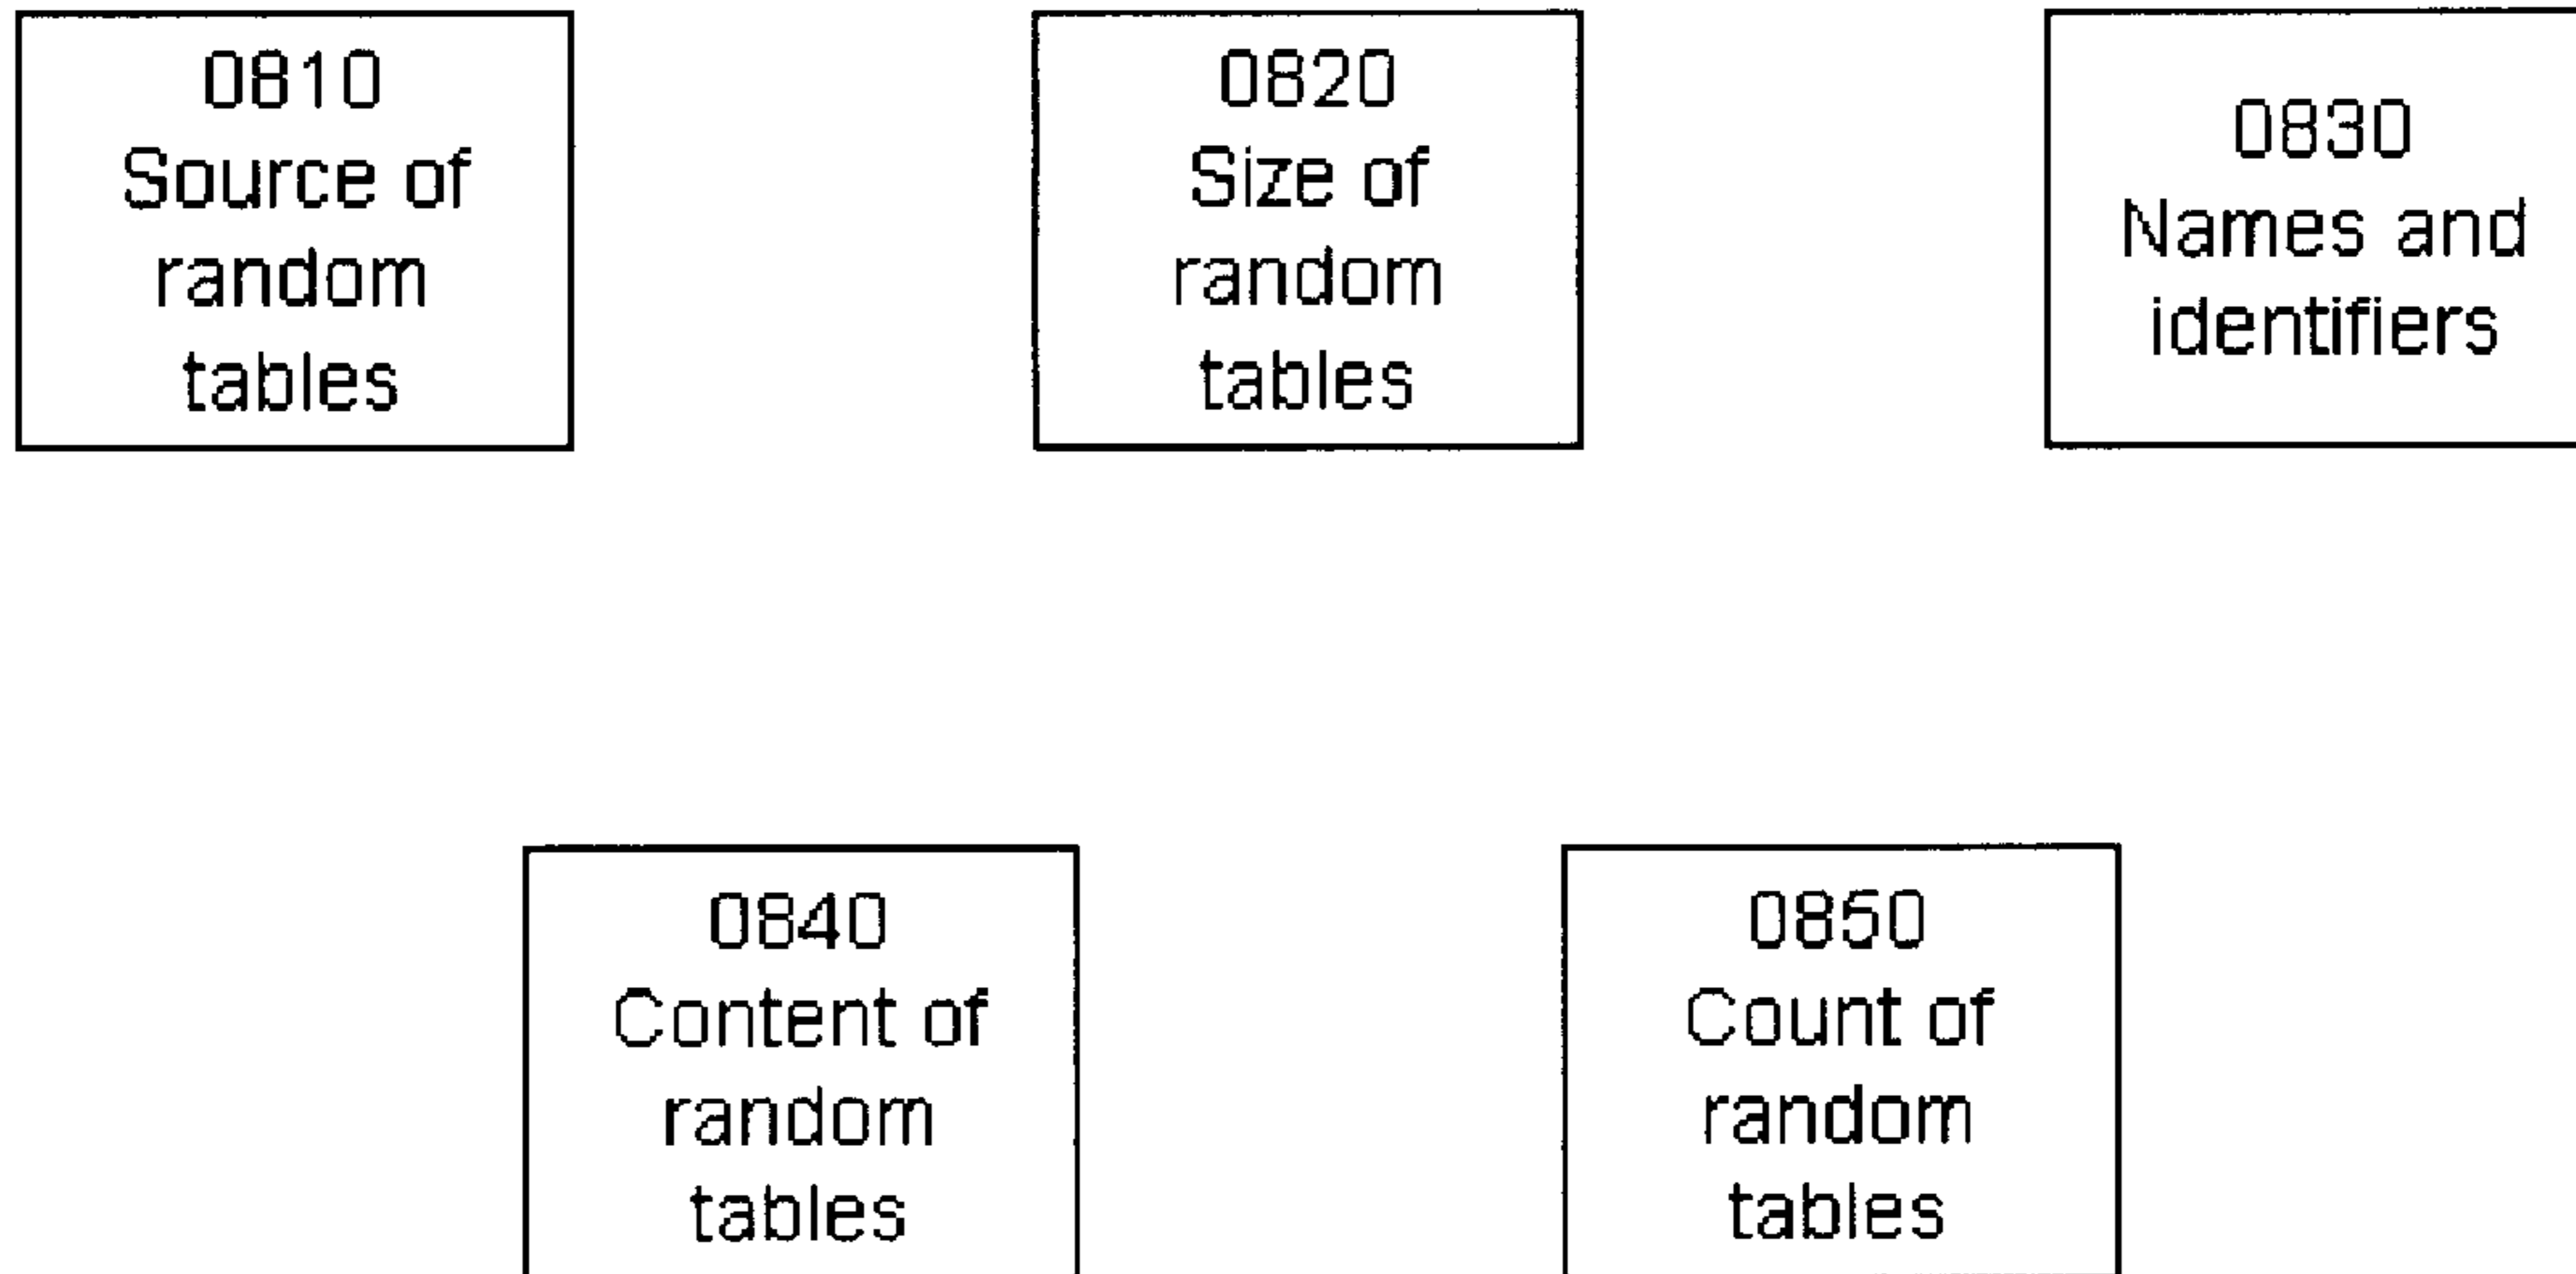 0810
Source of
random
tables
0820
Size of
random
tables
0830
Names and
identifiers
0840
Content of
random
tables
0850
Count of
random
tables